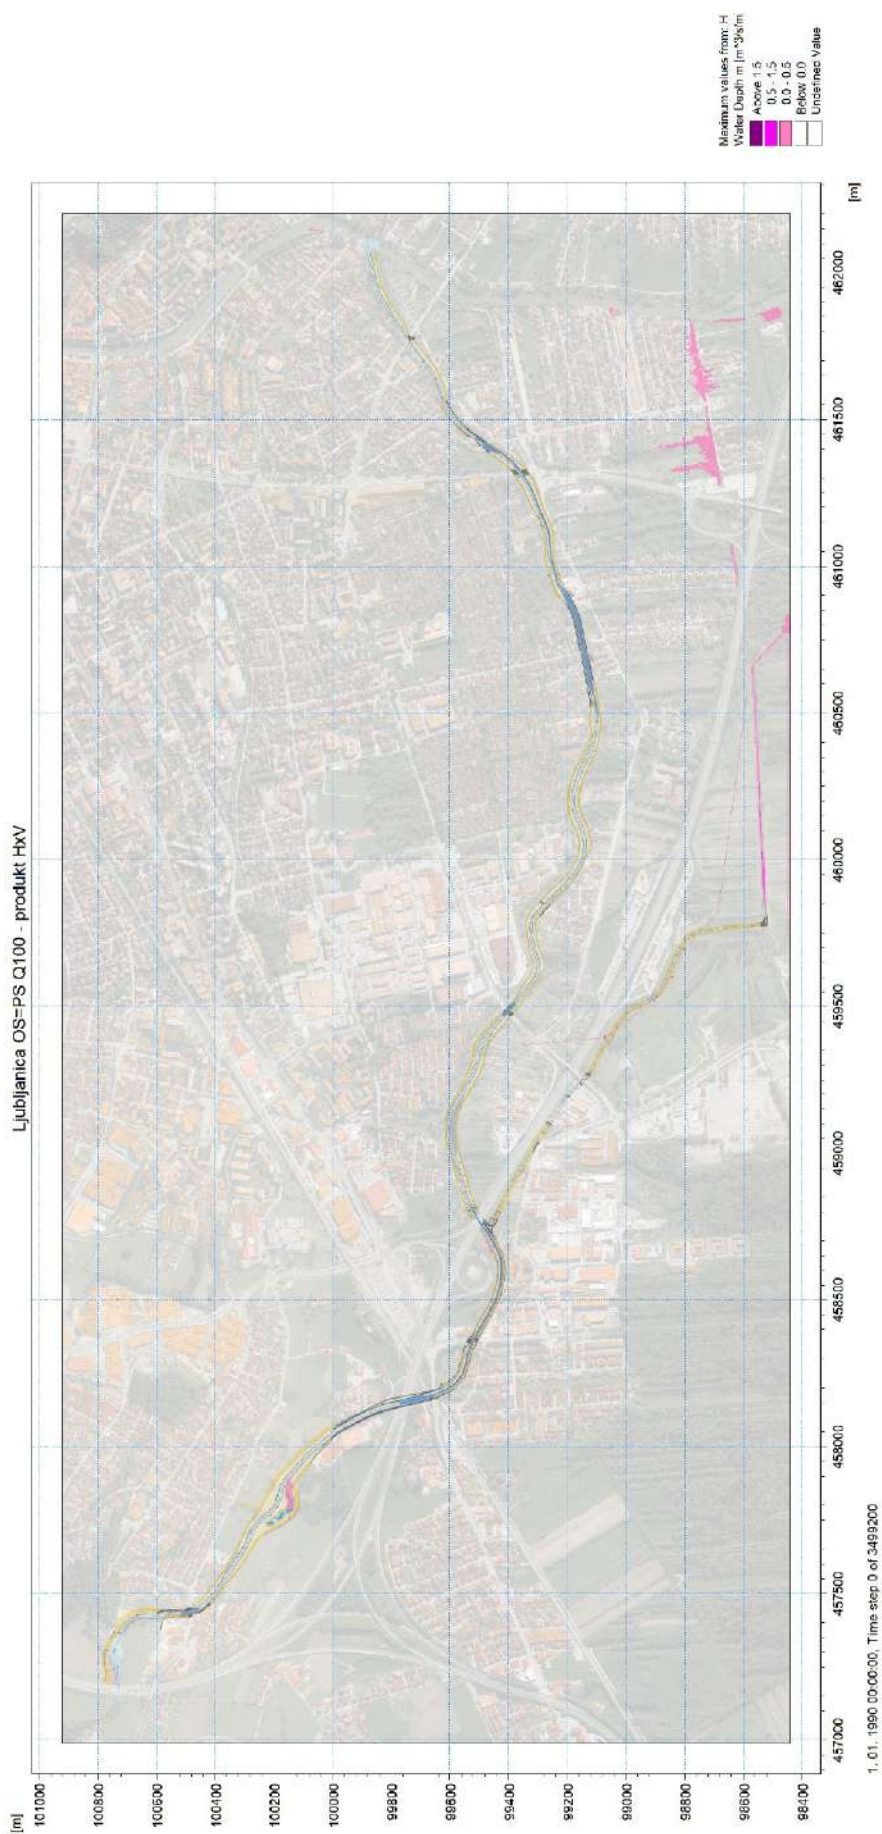 Ljubljanica OS=PS Q100 - produkt HxV
[m]
101000
100800
100600
100400
100200
100000
99800
99600
99400
99200
99000
98800
98600
98400
457000
457500
458000
458500
459000
459500
460000
460500
461000
461500
462000
[m]
Maximum values from: H
Water Depth m [m^3/s/m]
Above 1.5
0.5 - 1.5
0.0 - 0.5
Below 0.0
Undefined Value
1. 01. 1990 00:00:00, Time step 0 of 3499200